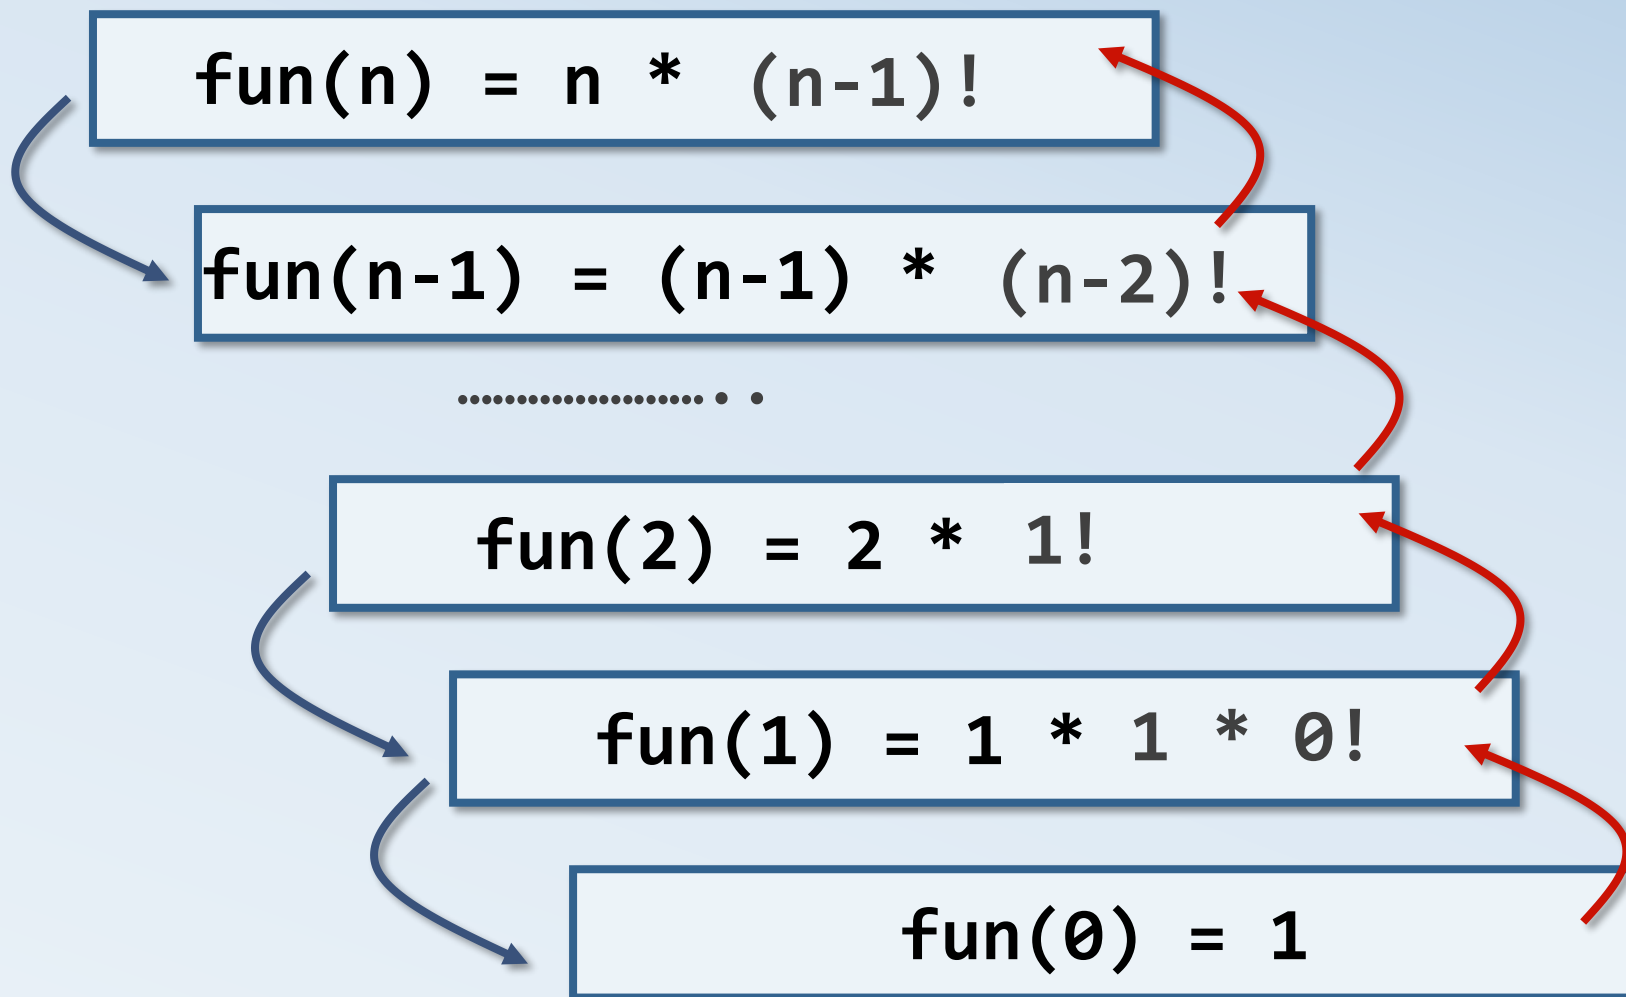 fun(n) = n * (n-1)!
fun(n-1) = (n-1) * (n-2)!
.......................
fun(2) = 2 * 1!
fun(1) = 1 * 1 * 0!
fun(0) = 1